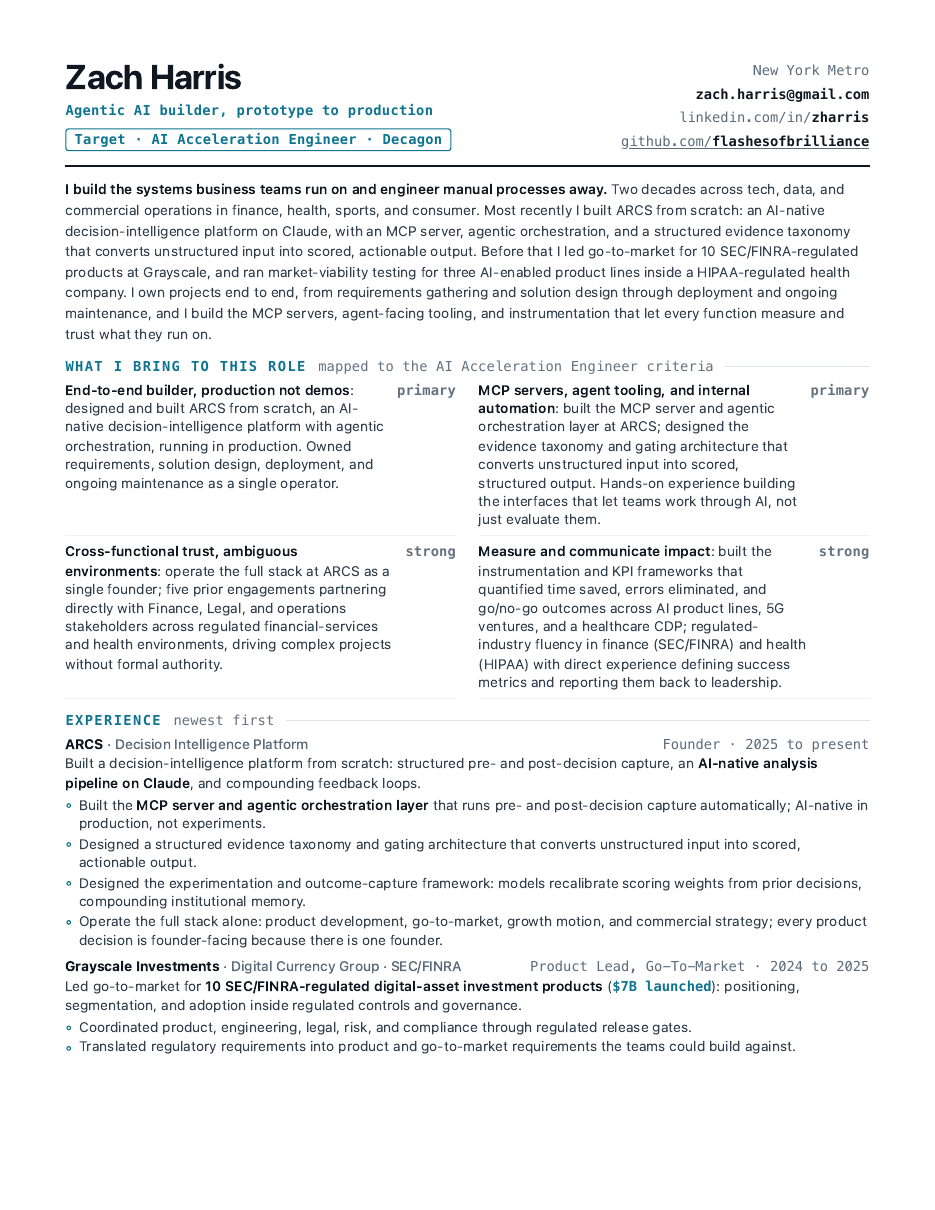 Zach Harris
Agentic AI builder, prototype to production
Target · AI Acceleration Engineer · Decagon
New York Metro
zach.harris@gmail.com
linkedin.com/in/zharris
github.com/flashesofbrilliance
I build the systems business teams run on and engineer manual processes away. Two decades across tech, data, and
commercial operations in finance, health, sports, and consumer. Most recently I built ARCS from scratch: an AI-native
decision-intelligence platform on Claude, with an MCP server, agentic orchestration, and a structured evidence taxonomy
that converts unstructured input into scored, actionable output. Before that I led go-to-market for 10 SEC/FINRA-regulated
products at Grayscale, and ran market-viability testing for three AI-enabled product lines inside a HIPAA-regulated health
company. I own projects end to end, from requirements gathering and solution design through deployment and ongoing
maintenance, and I build the MCP servers, agent-facing tooling, and instrumentation that let every function measure and
trust what they run on.
WHAT I BRING TO THIS ROLE mapped to the AI Acceleration Engineer criteria
End-to-end builder, production not demos: primary
designed and built ARCS from scratch, an AI-
native decision-intelligence platform with agentic
orchestration, running in production. Owned
requirements, solution design, deployment, and
ongoing maintenance as a single operator.
MCP servers, agent tooling, and internal primary
automation: built the MCP server and agentic
orchestration layer at ARCS; designed the
evidence taxonomy and gating architecture that
converts unstructured input into scored,
structured output. Hands-on experience building
the interfaces that let teams work through AI, not
just evaluate them.
Cross-functional trust, ambiguous strong
environments: operate the full stack at ARCS as a
single founder; five prior engagements partnering
directly with Finance, Legal, and operations
stakeholders across regulated financial-services
and health environments, driving complex projects
without formal authority.
Measure and communicate impact: built the strong
instrumentation and KPI frameworks that
quantified time saved, errors eliminated, and
go/no-go outcomes across AI product lines, 5G
ventures, and a healthcare CDP; regulated-
industry fluency in finance (SEC/FINRA) and health
(HIPAA) with direct experience defining success
metrics and reporting them back to leadership.
EXPERIENCE newest first
ARCS · Decision Intelligence Platform Founder · 2025 to present
Built a decision-intelligence platform from scratch: structured pre- and post-decision capture, an AI-native analysis
pipeline on Claude, and compounding feedback loops.
Built the MCP server and agentic orchestration layer that runs pre- and post-decision capture automatically; AI-native in
production, not experiments.
Designed a structured evidence taxonomy and gating architecture that converts unstructured input into scored,
actionable output.
Designed the experimentation and outcome-capture framework: models recalibrate scoring weights from prior decisions,
compounding institutional memory.
Operate the full stack alone: product development, go-to-market, growth motion, and commercial strategy; every product
decision is founder-facing because there is one founder.
Grayscale Investments · Digital Currency Group · SEC/FINRA Product Lead, Go-To-Market · 2024 to 2025
Led go-to-market for 10 SEC/FINRA-regulated digital-asset investment products ($7B launched): positioning,
segmentation, and adoption inside regulated controls and governance.
Coordinated product, engineering, legal, risk, and compliance through regulated release gates.
Translated regulatory requirements into product and go-to-market requirements the teams could build against.